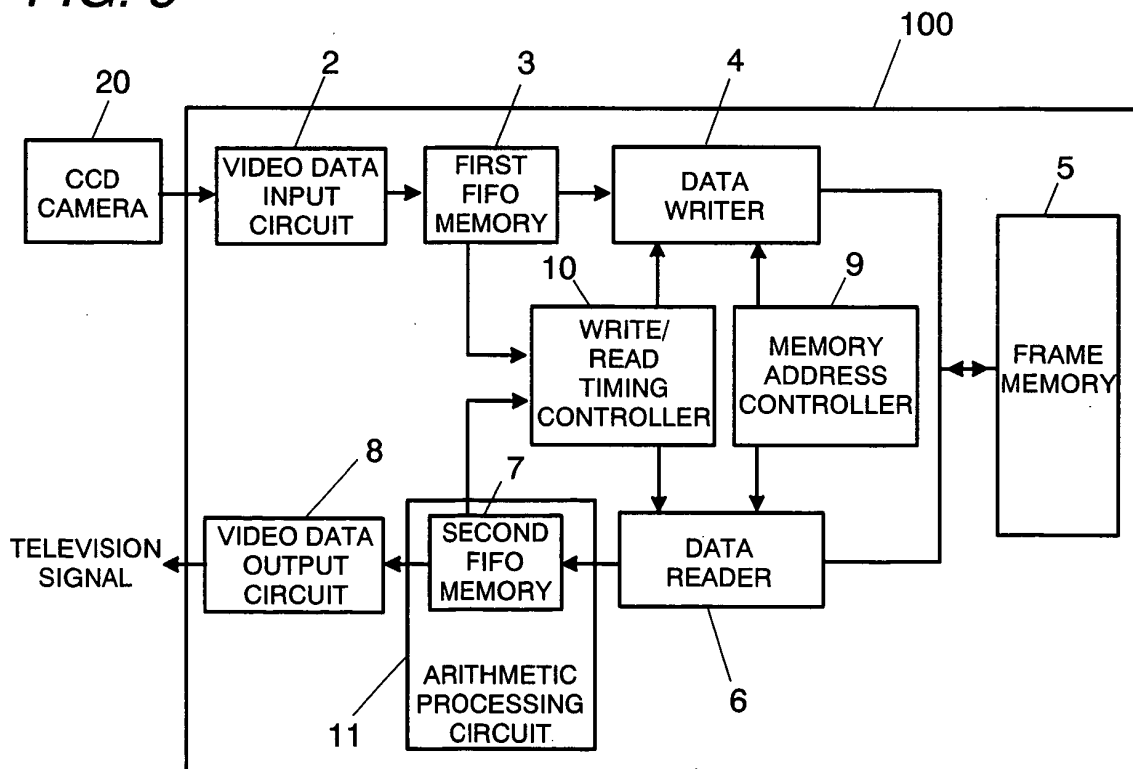 100
20
2
3
4
5
CCD
CAMERA
VIDEO DATA
INPUT
CIRCUIT
FIRST
FIFO
MEMORY
DATA
WRITER
10
9
WRITE/
READ
TIMING
CONTROLLER
MEMORY
ADDRESS
CONTROLLER
FRAME
MEMORY
8
7
TELEVISION
SIGNAL
VIDEO DATA
OUTPUT
CIRCUIT
SECOND
FIFO
MEMORY
DATA
READER
ARITHMETIC
PROCESSING
CIRCUIT
11
6